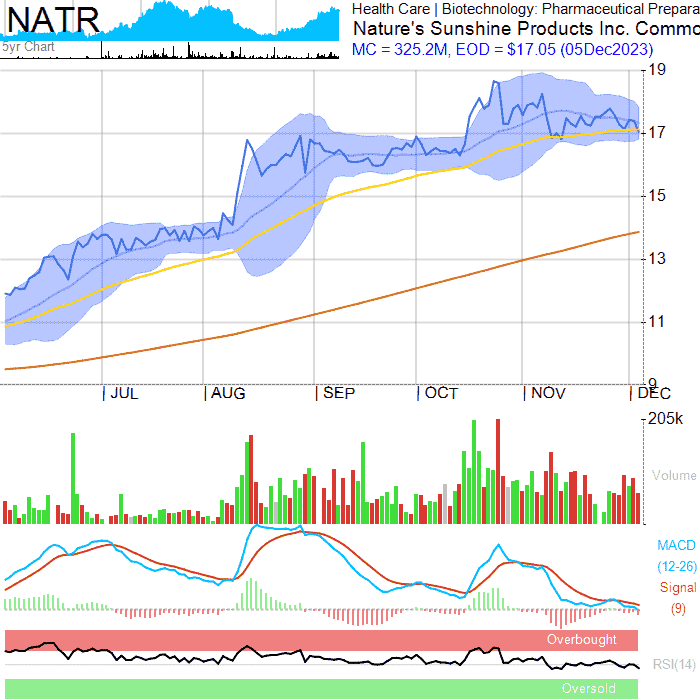 NATR
5yr Chart
Health Care | Biotechnology: Pharmaceutical Prepara
Nature's Sunshine Products Inc. Commo
MC = 325.2M, EOD = $17.05 (05Dec2023)
19
17
15
13
11
9
JUL
AUG
SEP
OCT
NOV
DEC
205k
Volume
MACD
(12-26)
Signal
(9)
Overbought
RSI(14)
Oversold